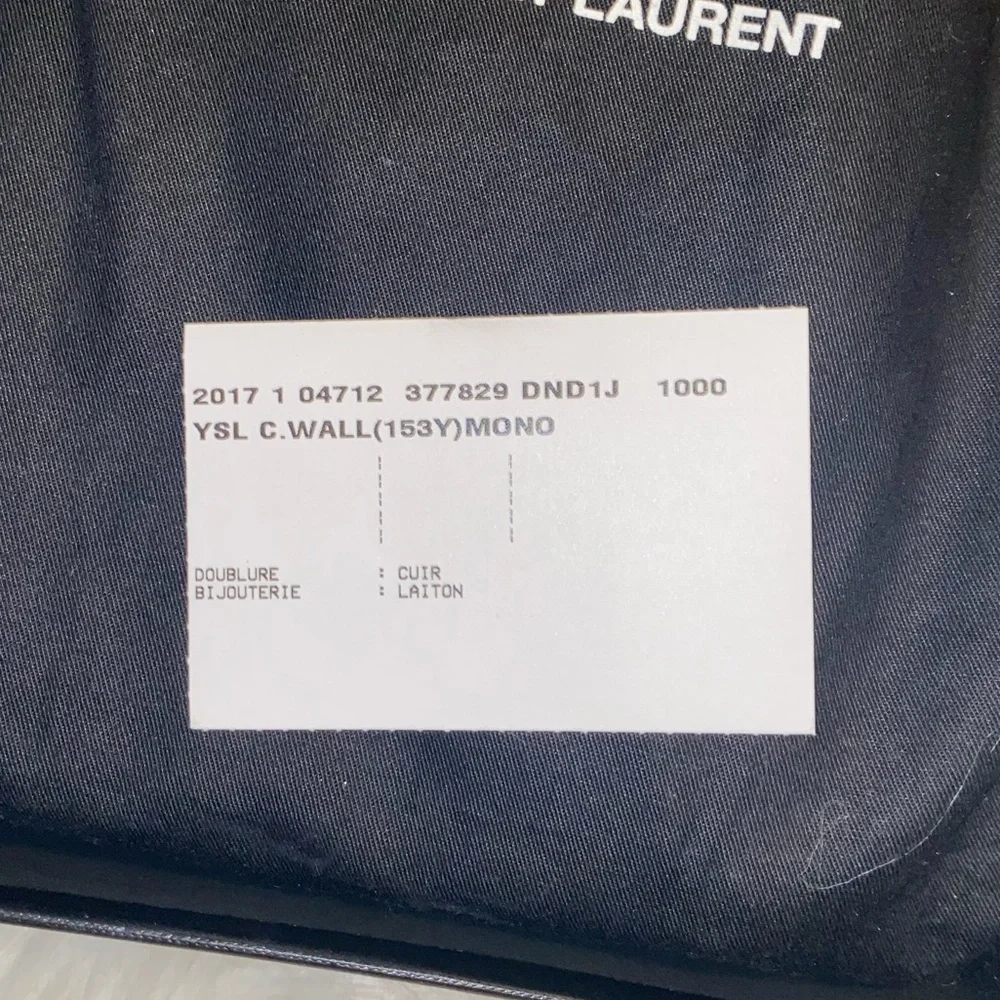 LAURENT
2017 1 04712 377829 DND1J 1000
YSL C.WALL(153Y)MONO
DOUBLURE : CUIR
BIJOUTERIE : LAITON